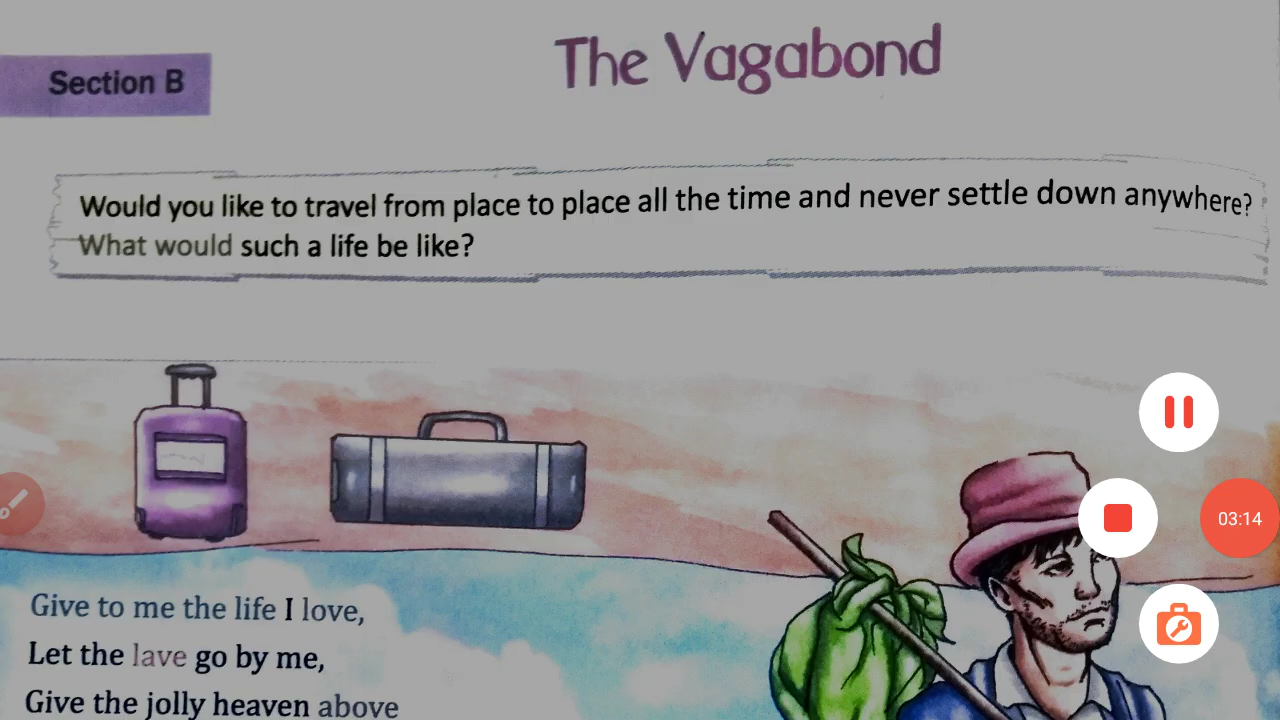 The Vagabond
Section B
Would you like to travel from place to place all the time and never settle down anywhere?
What would such a life be like?
03:14
Give to me the life I love,
Let the lave go by me,
Give the jolly heaven above